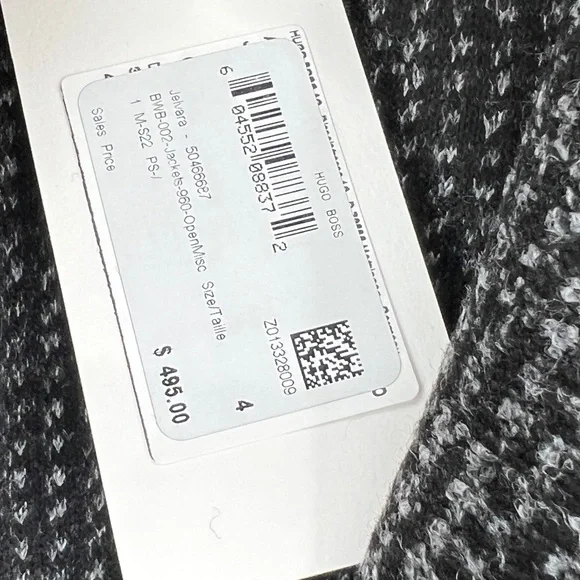 HUGO BOSS
6 04552 08837 2
Jelvara - 50466687
BWB-002-Jackets-960-OpenMisc Size/Taille
1 M-S22 PS-/
4
Sales Price
$ 495.00
Z013328009